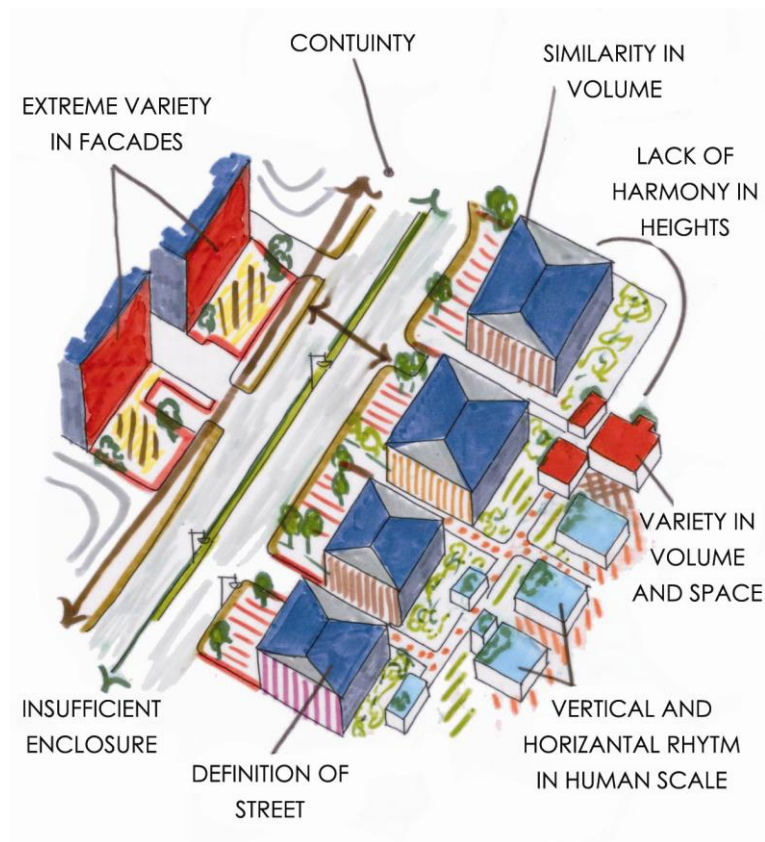 CONTUINTY
SIMILARITY IN
VOLUME
EXTREME VARIETY
IN FACADES
LACK OF
HARMONY IN
HEIGHTS
VARIETY IN
VOLUME
AND SPACE
INSUFFICIENT
ENCLOSURE
DEFINITION OF
STREET
VERTICAL AND
HORIZANTAL RHYTM
IN HUMAN SCALE